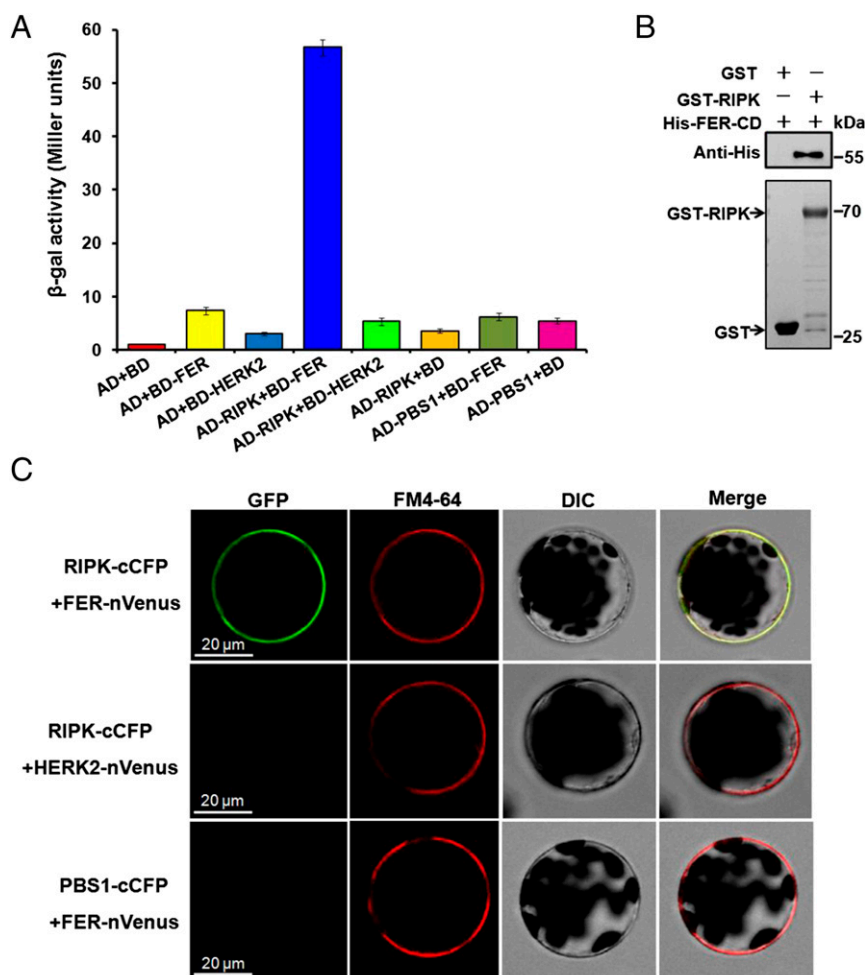 A
β-gal activity (Miller units)
60
50
40
30
20
10
0
AD+BD
AD+BD-FER
AD+BD-HERK2
AD-RIPK+BD-FER
AD-RIPK+BD-HERK2
AD-RIPK+BD
AD-PBS1+BD-FER
AD-PBS1+BD
B
GST + −
GST-RIPK − +
His-FER-CD + + kDa
Anti-His −55
GST-RIPK −70
GST −25
C
GFP FM4-64 DIC Merge
RIPK-cCFP
+FER-nVenus
20 µm
RIPK-cCFP
+HERK2-nVenus
20 µm
PBS1-cCFP
+FER-nVenus
20 µm